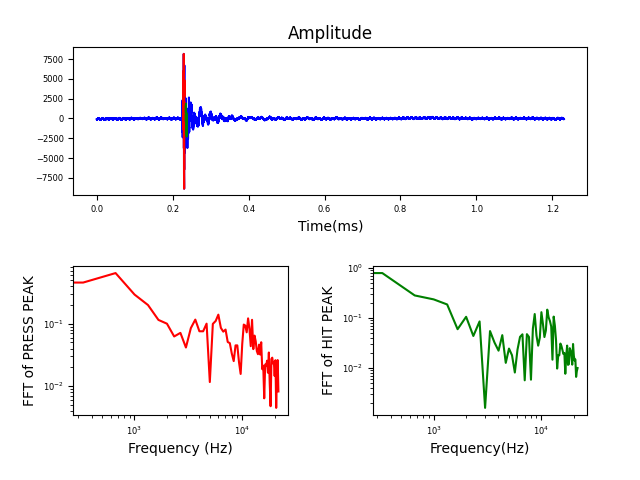 Amplitude
7500
5000
2500
0
−2500
−5000
−7500
0.0 0.2 0.4 0.6 0.8 1.0 1.2
Time(ms)
FFT of PRESS PEAK
10⁻¹
10⁻²
10³ 10⁴
Frequency (Hz)
FFT of HIT PEAK
10⁰
10⁻¹
10⁻²
10³ 10⁴
Frequency(Hz)